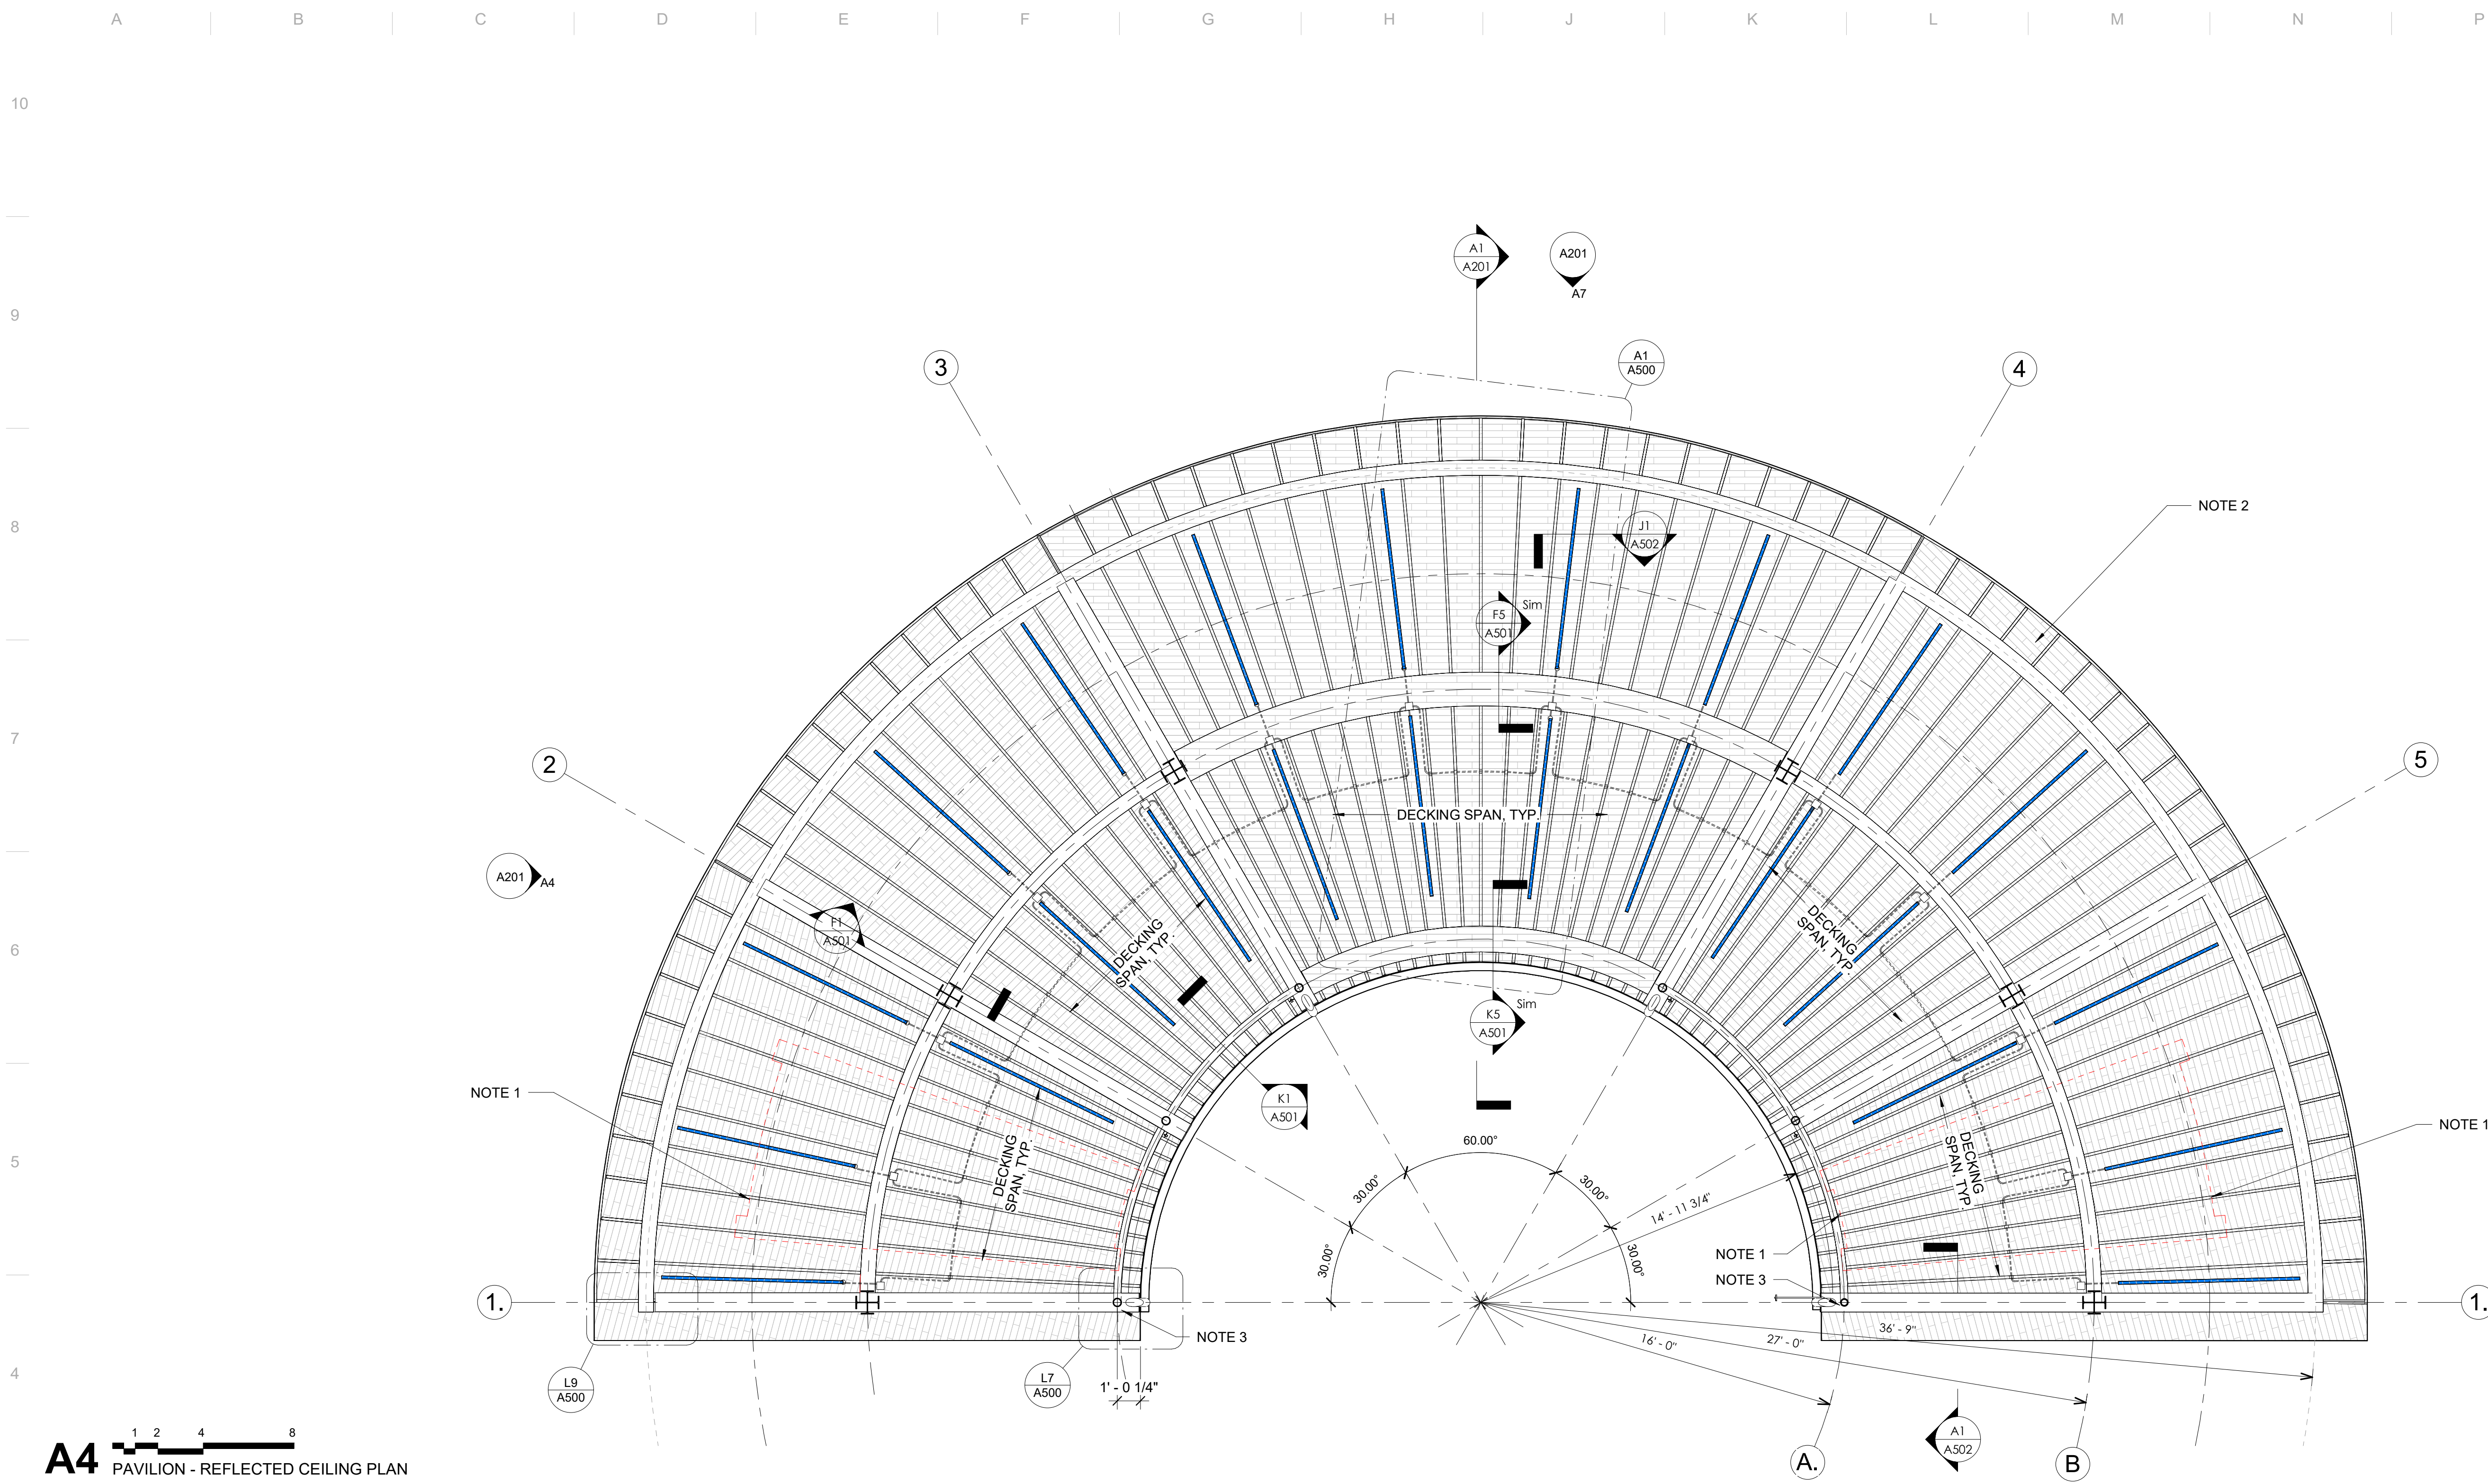 A B C D E F G H J K L M N P
10
9
8
7
6
5
4
A1
A201
A201
A7
A1
A500
3
4
NOTE 2
J1
A502
F5
A501
Sim
2
5
A201
A4
F1
A501
DECKING SPAN, TYP.
DECKING
SPAN, TYP.
DECKING
SPAN, TYP.
K5
A501
Sim
NOTE 1
K1
A501
DECKING
SPAN, TYP.
DECKING
SPAN, TYP.
NOTE 1
60.00°
30.00°
30.00°
30.00°
30.00°
14' - 11 3/4"
NOTE 1
NOTE 3
1.
1.
NOTE 3
16' - 0"
27' - 0"
36' - 9"
L9
A500
L7
A500
1' - 0 1/4"
A1
A502
A.
B
1 2 4 8
A4
PAVILION - REFLECTED CEILING PLAN